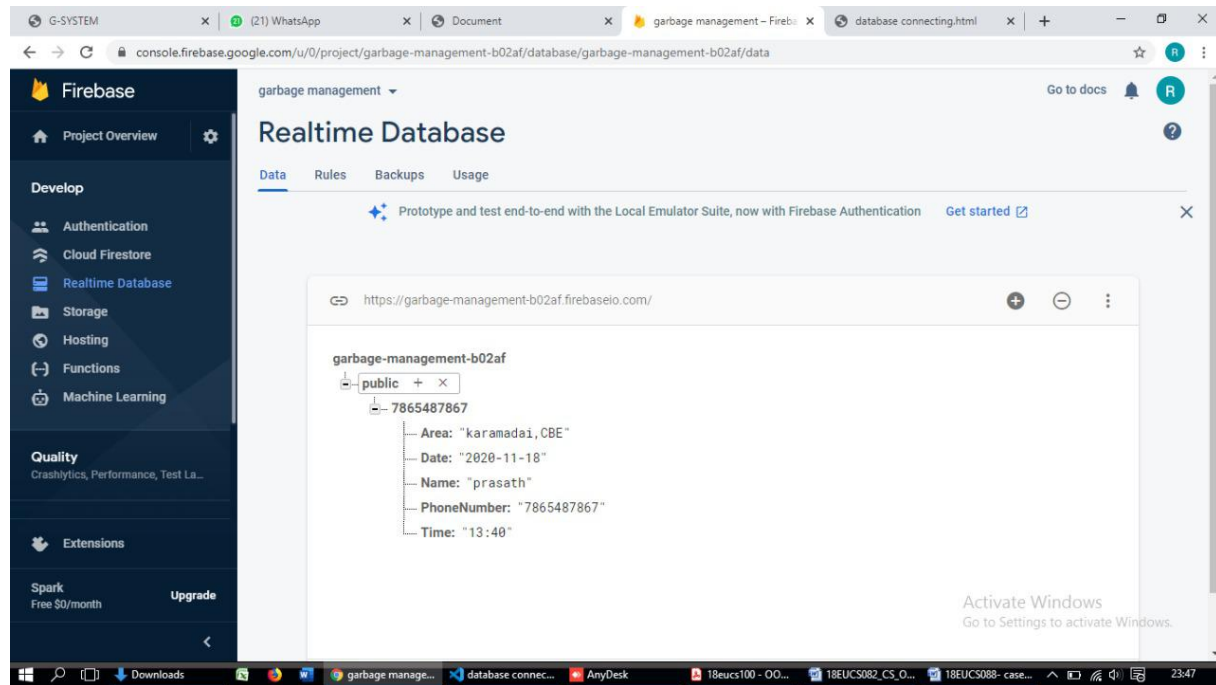 G-SYSTEM
(21) WhatsApp
Document
garbage management – Fireba
database connecting.html
console.firebase.google.com/u/0/project/garbage-management-b02af/database/garbage-management-b02af/data
R
Firebase
garbage management
Go to docs
R
Project Overview
Realtime Database
Data Rules Backups Usage
Develop
Prototype and test end-to-end with the Local Emulator Suite, now with Firebase Authentication Get started
Authentication
Cloud Firestore
Realtime Database
Storage
Hosting
Functions
Machine Learning
https://garbage-management-b02af.firebaseio.com/
garbage-management-b02af
public
7865487867
Area: "karamadai,CBE"
Date: "2020-11-18"
Name: "prasath"
PhoneNumber: "7865487867"
Time: "13:40"
Quality
Crashlytics, Performance, Test La...
Extensions
Spark
Free $0/month
Upgrade
Activate Windows
Go to Settings to activate Windows.
Downloads
garbage manage...
database connec...
AnyDesk
18eucs100 - OO...
18EUCS082_CS_O...
18EUCS088- case...
23:47